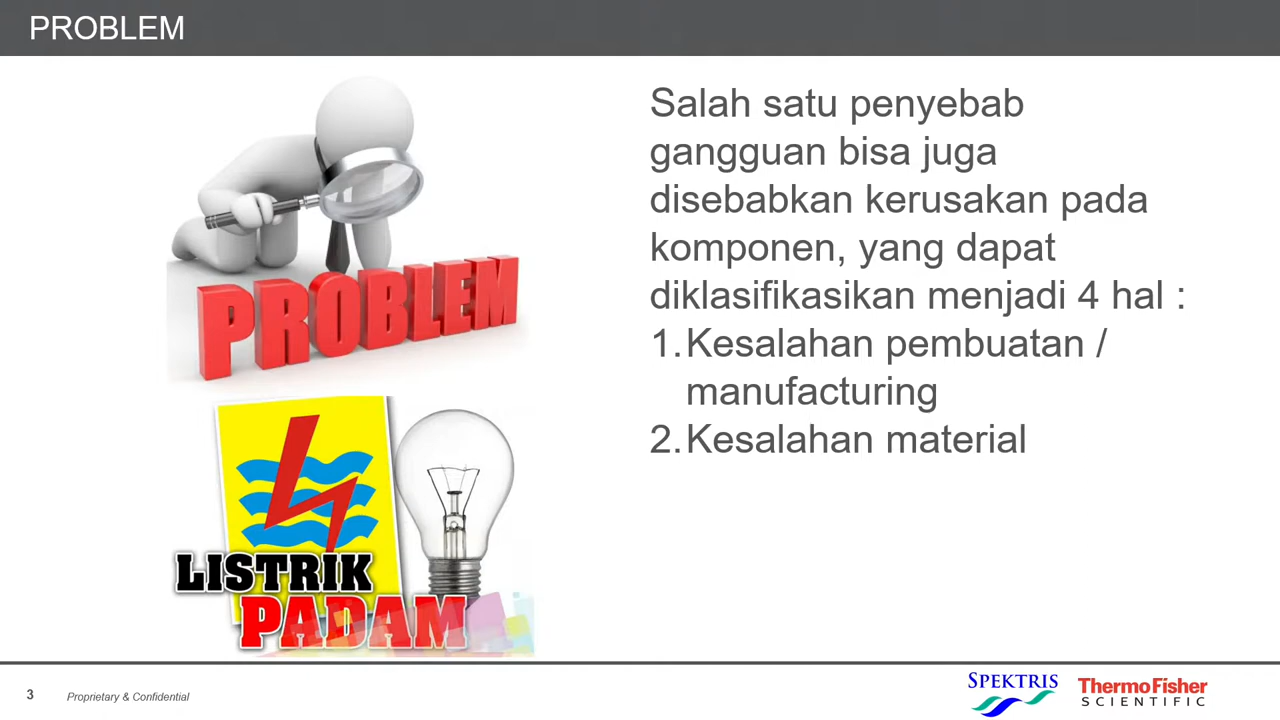 PROBLEM
PROBLEM
LISTRIK
PADAM
Salah satu penyebab
gangguan bisa juga
disebabkan kerusakan pada
komponen, yang dapat
diklasifikasikan menjadi 4 hal :
1. Kesalahan pembuatan /
manufacturing
2. Kesalahan material
3 Proprietary & Confidential
SPEKTRIS
ThermoFisher
SCIENTIFIC